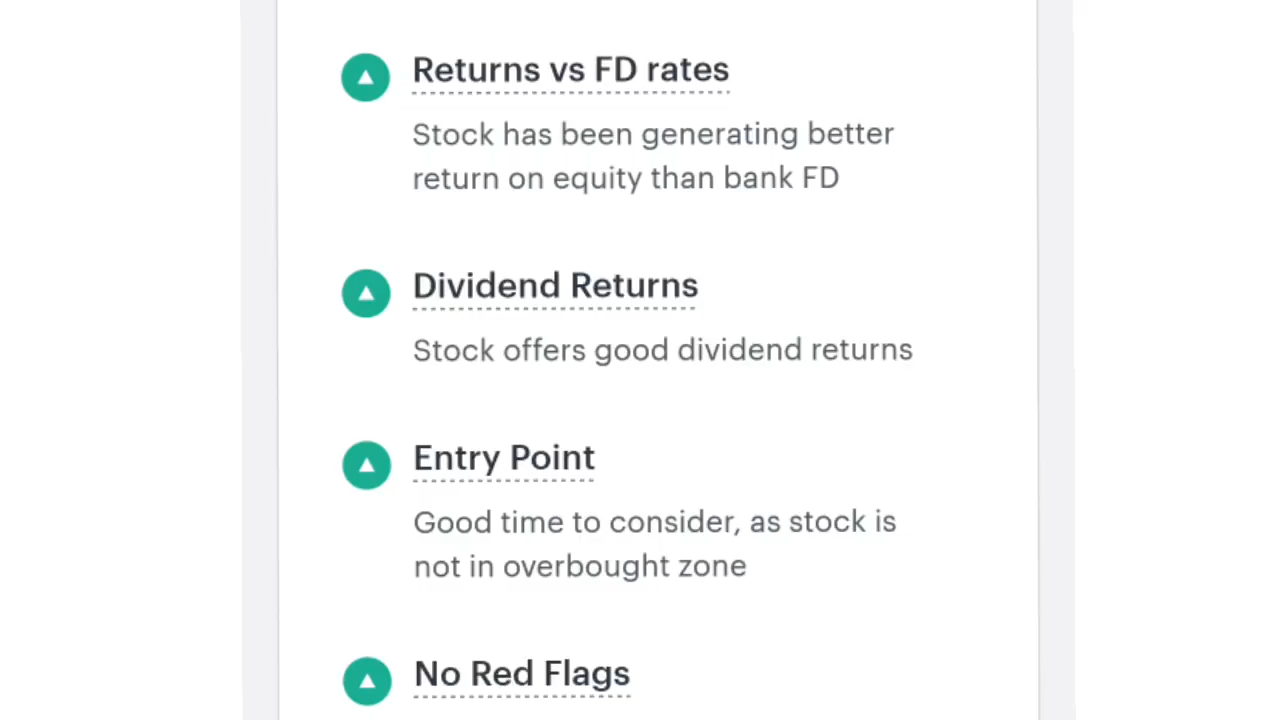 Returns vs FD rates
Stock has been generating better
return on equity than bank FD
Dividend Returns
Stock offers good dividend returns
Entry Point
Good time to consider, as stock is
not in overbought zone
No Red Flags